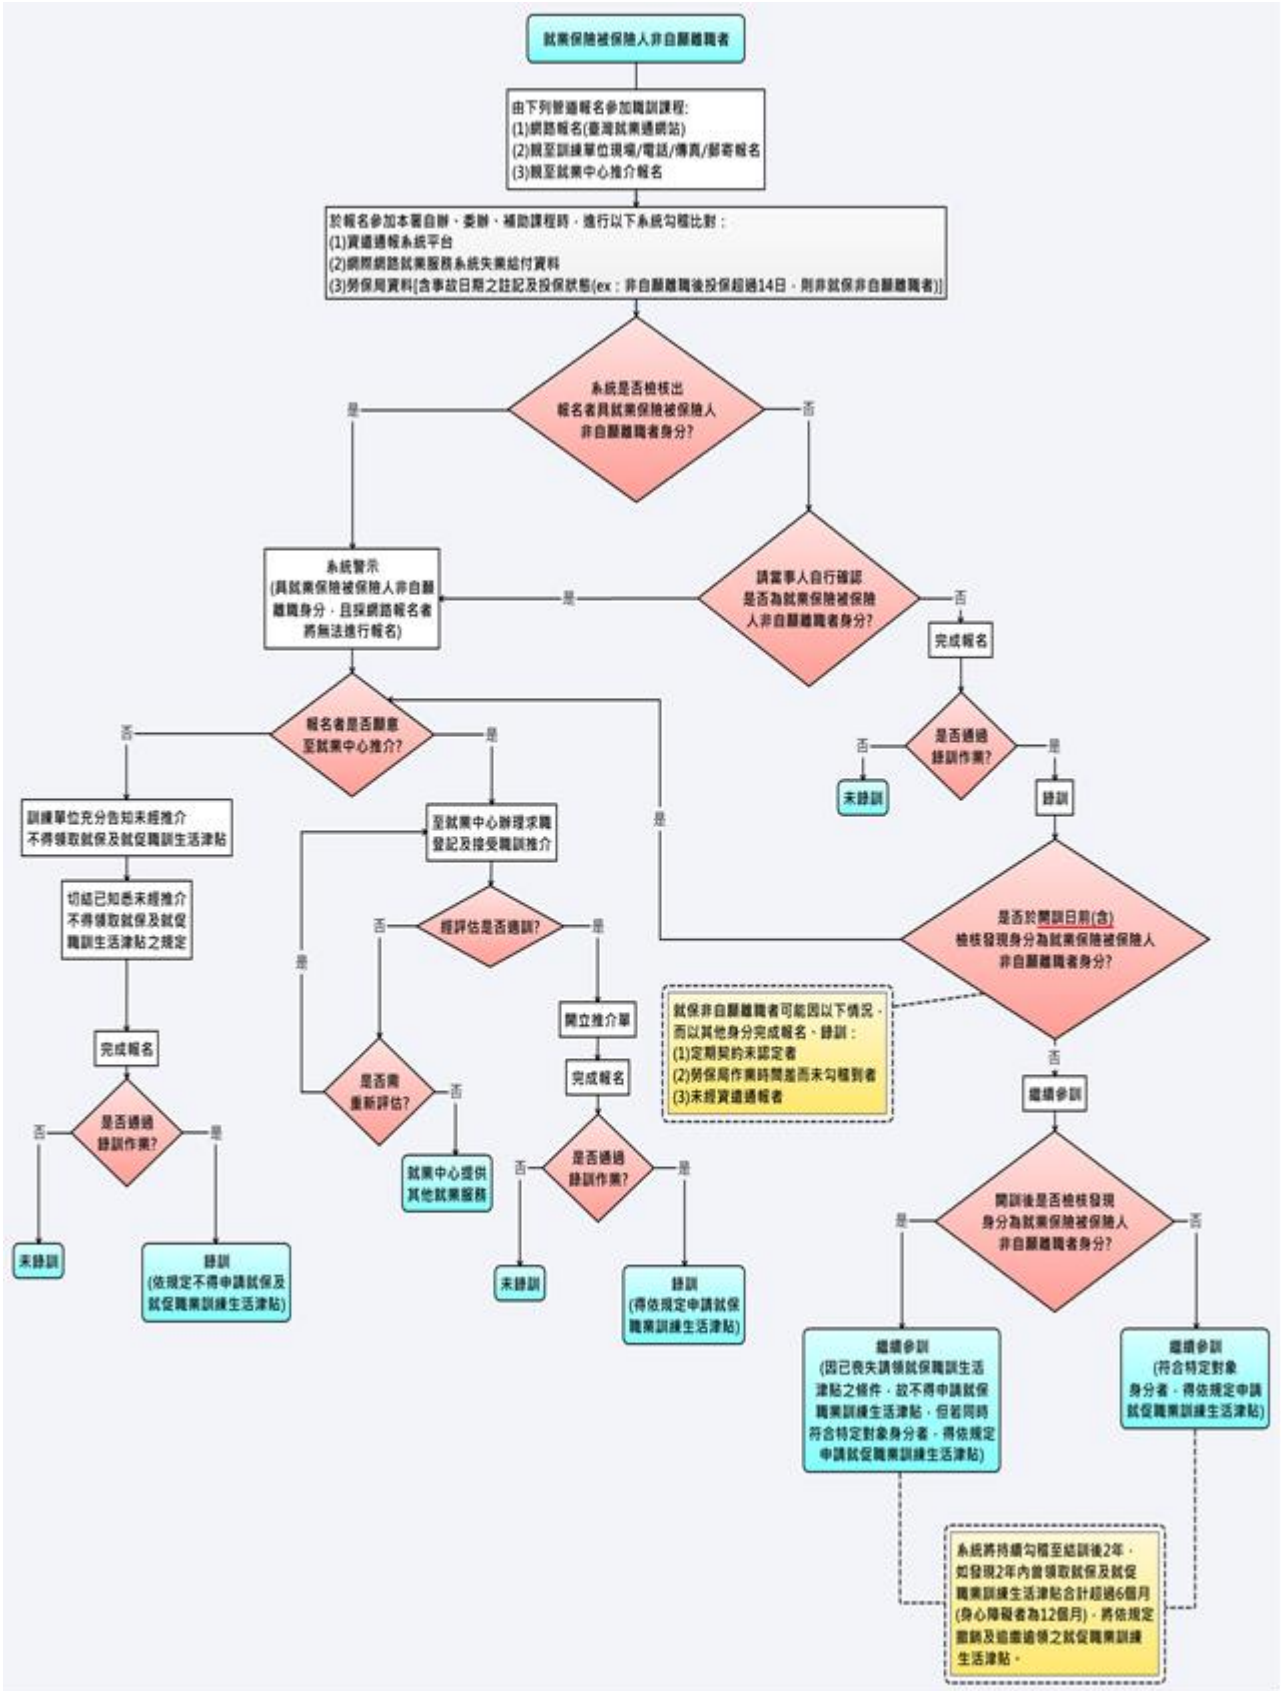 就業保險被保險人非自願離職者
由下列管道報名參加職訓課程:
(1)網路報名(臺灣就業通網站)
(2)親至訓練單位現場/電話/傳真/郵寄報名
(3)親至就業中心推介報名
於報名參加本署自辦、委辦、補助課程時，進行以下系統勾稽比對：
(1)資遣通報系統平台
(2)網際網路就業服務系統失業給付資料
(3)勞保局資料[含事故日期之註記及投保狀態(ex：非自願離職後投保超過14日，則非就保非自願離職者)]
系統是否檢核出
報名者具就業保險被保險人
非自願離職者身分?
是
否
系統警示
(具就業保險被保險人非自願
離職身分，且採網路報名者
將無法進行報名)
是
請當事人自行確認
是否為就業保險被保險
人非自願離職者身分?
否
完成報名
報名者是否願意
至就業中心推介?
否
是
是否通過
錄訓作業?
否
是
未錄訓
錄訓
訓練單位充分告知未經推介
不得領取就保及就促職訓生活津貼
至就業中心辦理求職
登記及接受職訓推介
是
切結已知悉未經推介
不得領取就保及就促
職訓生活津貼之規定
經評估是否適訓?
否
是
是否於開訓日前(含)
檢核發現身分為就業保險被保險人
非自願離職者身分?
是
就保非自願離職者可能因以下情況，
而以其他身分完成報名、錄訓：
(1)定期契約未認定者
(2)勞保局作業時間差而未勾稽到者
(3)未經資遣通報者
開立推介單
完成報名
否
完成報名
是否需
重新評估?
否
繼續參訓
是否通過
錄訓作業?
否
是
就業中心提供
其他就業服務
是否通過
錄訓作業?
否
是
開訓後是否檢核發現
身分為就業保險被保險人
非自願離職者身分?
是
否
未錄訓
錄訓
(依規定不得申請就保及
就促職業訓練生活津貼)
未錄訓
錄訓
(得依規定申請就保
職業訓練生活津貼)
繼續參訓
(因已喪失請領就保職訓生活
津貼之條件，故不得申請就保
職業訓練生活津貼，但若同時
符合特定對象身分者，得依規定
申請就促職業訓練生活津貼)
繼續參訓
(符合特定對象
身分者，得依規定申請
就促職業訓練生活津貼)
系統將持續勾稽至結訓後2年，
如發現2年內曾領取就保及就促
職業訓練生活津貼合計超過6個月
(身心障礙者為12個月)，將依規定
撤銷及追繳逾領之就促職業訓練
生活津貼。